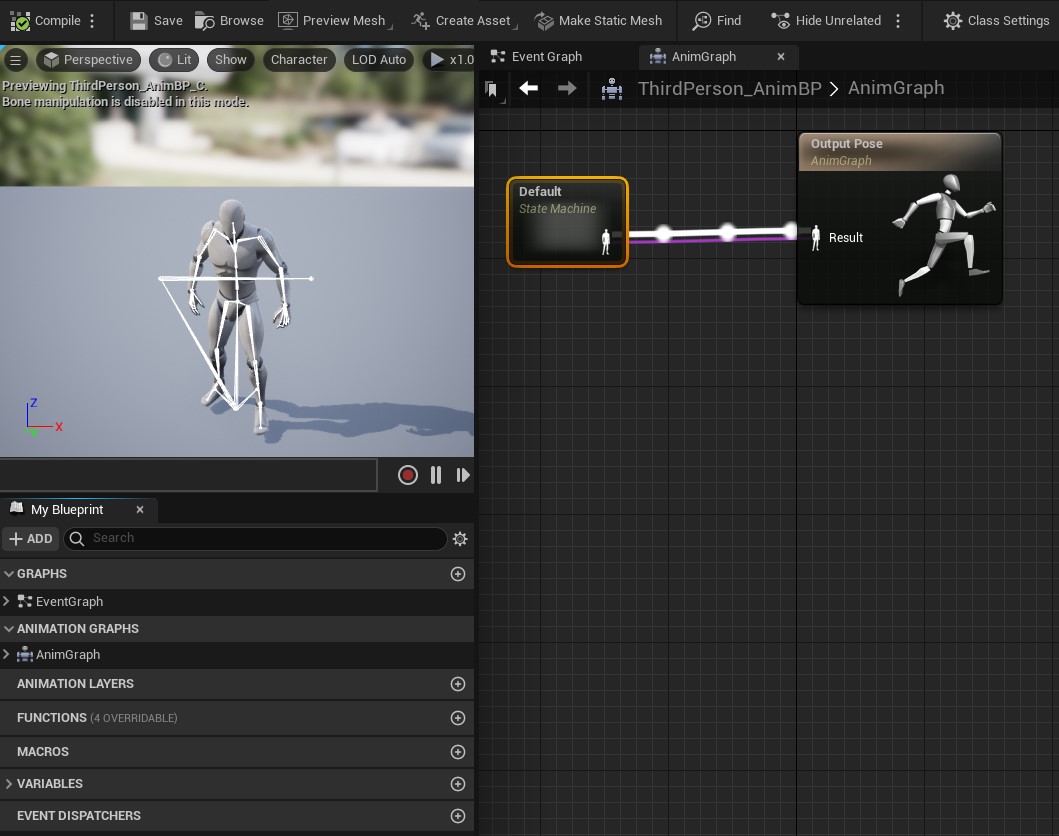 Compile
Save
Browse
Preview Mesh
Create Asset
Make Static Mesh
Find
Hide Unrelated
Class Settings
Perspective
Lit
Show
Character
LOD Auto
x1.0
Previewing ThirdPerson_AnimBP_C.
Bone manipulation is disabled in this mode.
Z
X
Event Graph
AnimGraph
ThirdPerson_AnimBP
AnimGraph
Default
State Machine
Output Pose
AnimGraph
Result
My Blueprint
ADD
Search
GRAPHS
EventGraph
ANIMATION GRAPHS
AnimGraph
ANIMATION LAYERS
FUNCTIONS (4 OVERRIDABLE)
MACROS
VARIABLES
EVENT DISPATCHERS